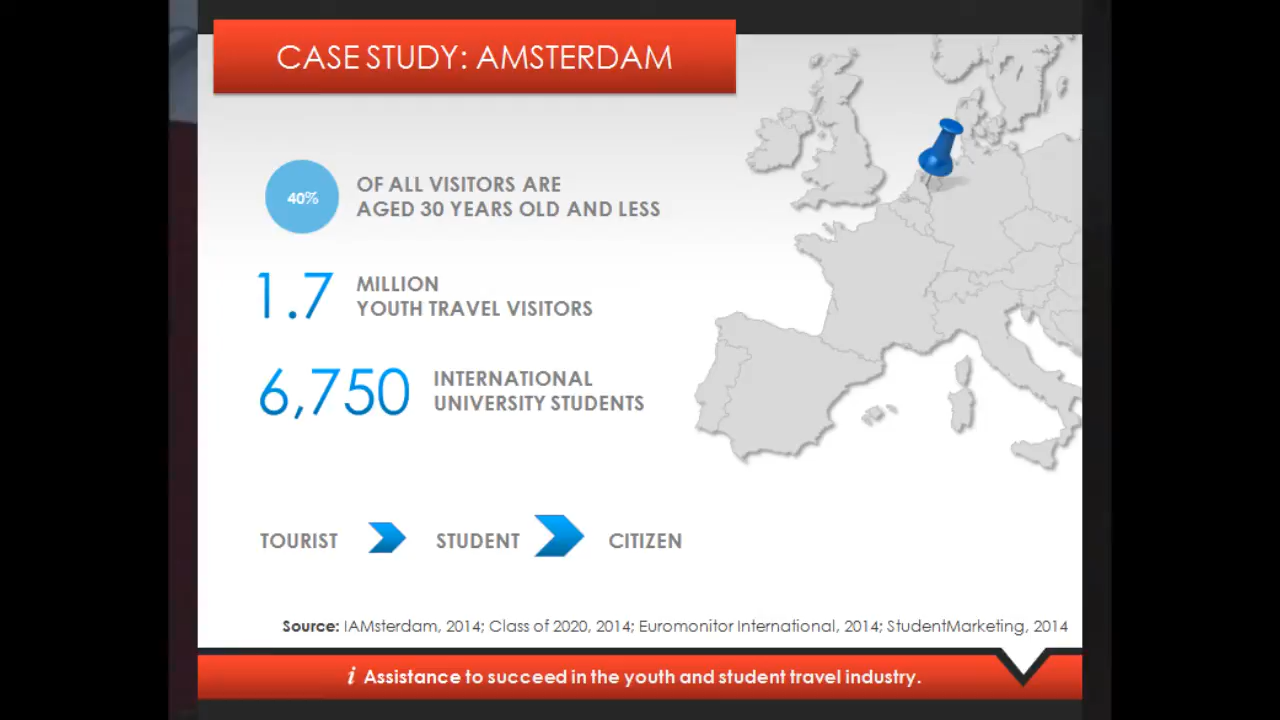 CASE STUDY: AMSTERDAM
40%
OF ALL VISITORS ARE
AGED 30 YEARS OLD AND LESS
1.7
MILLION
YOUTH TRAVEL VISITORS
6,750
INTERNATIONAL
UNIVERSITY STUDENTS
TOURIST STUDENT CITIZEN
Source: IAMsterdam, 2014; Class of 2020, 2014; Euromonitor International, 2014; StudentMarketing, 2014
i Assistance to succeed in the youth and student travel industry.